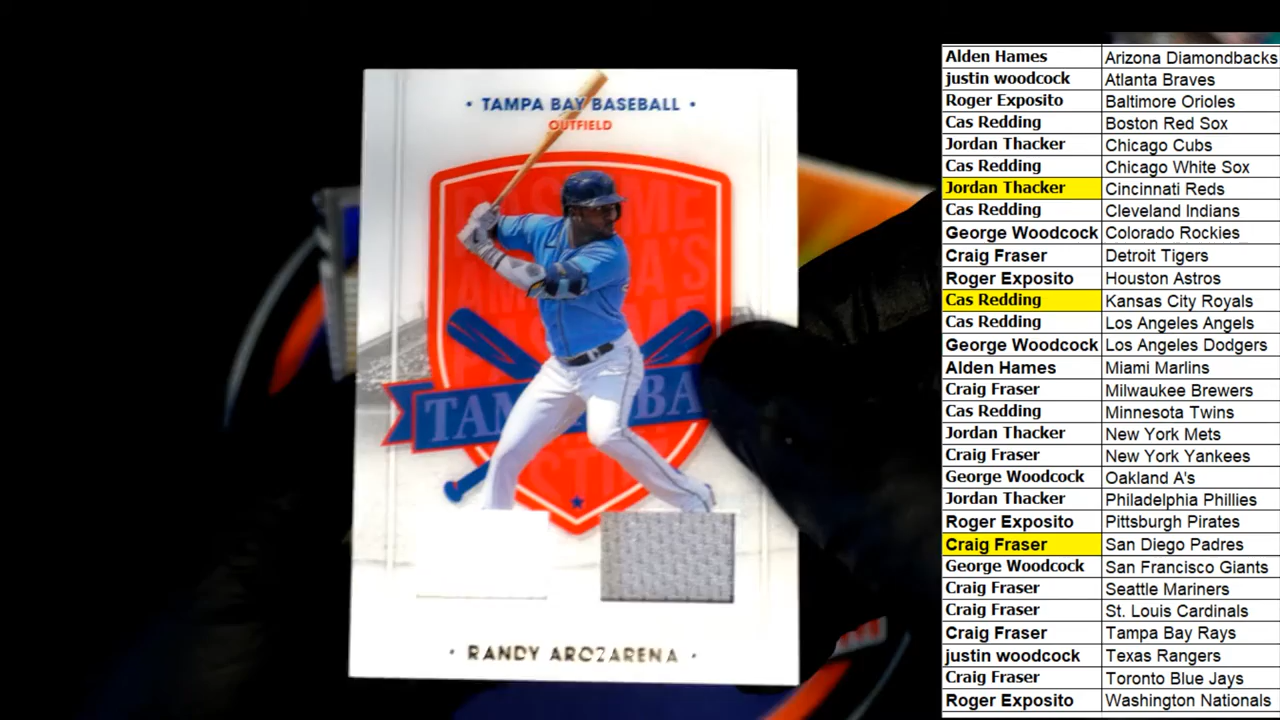 • TAMPA BAY BASEBALL •
OUTFIELD
• RANDY AROZARENA •
Alden Hames Arizona Diamondbacks
justin woodcock Atlanta Braves
Roger Exposito Baltimore Orioles
Cas Redding Boston Red Sox
Jordan Thacker Chicago Cubs
Cas Redding Chicago White Sox
Jordan Thacker Cincinnati Reds
Cas Redding Cleveland Indians
George Woodcock Colorado Rockies
Craig Fraser Detroit Tigers
Roger Exposito Houston Astros
Cas Redding Kansas City Royals
Cas Redding Los Angeles Angels
George Woodcock Los Angeles Dodgers
Alden Hames Miami Marlins
Craig Fraser Milwaukee Brewers
Cas Redding Minnesota Twins
Jordan Thacker New York Mets
Craig Fraser New York Yankees
George Woodcock Oakland A's
Jordan Thacker Philadelphia Phillies
Roger Exposito Pittsburgh Pirates
Craig Fraser San Diego Padres
George Woodcock San Francisco Giants
Craig Fraser Seattle Mariners
Craig Fraser St. Louis Cardinals
Craig Fraser Tampa Bay Rays
justin woodcock Texas Rangers
Craig Fraser Toronto Blue Jays
Roger Exposito Washington Nationals